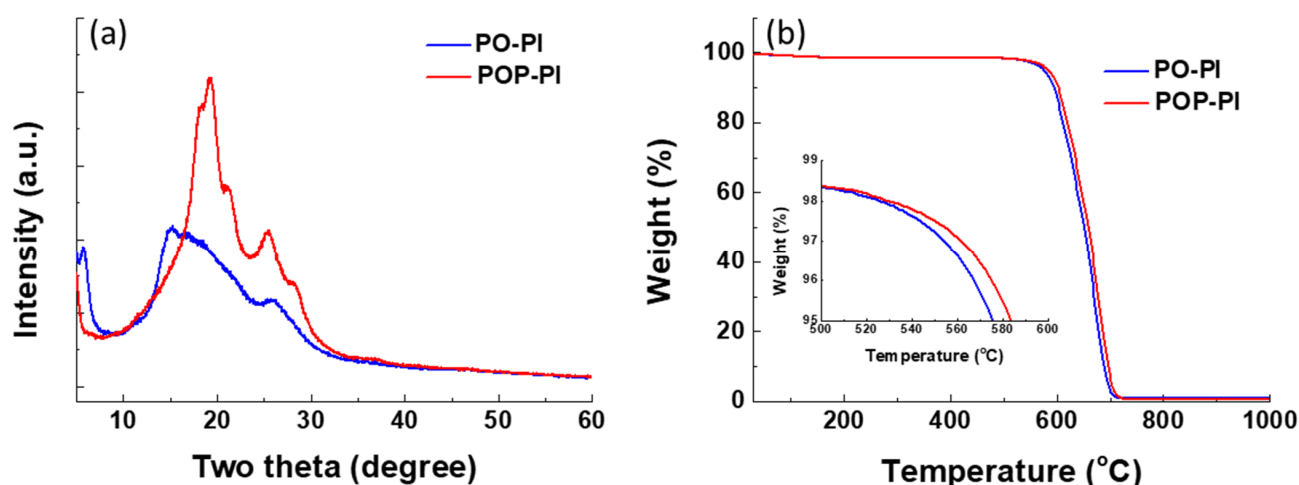 (a)
PO-PI
POP-PI
Intensity (a.u.)
10
20
30
40
50
60
Two theta (degree)
(b)
PO-PI
POP-PI
Weight (%)
100
80
60
40
20
0
200
400
600
800
1000
Temperature (°C)
Weight (%)
99
98
97
96
95
500
520
540
560
580
600
Temperature (°C)